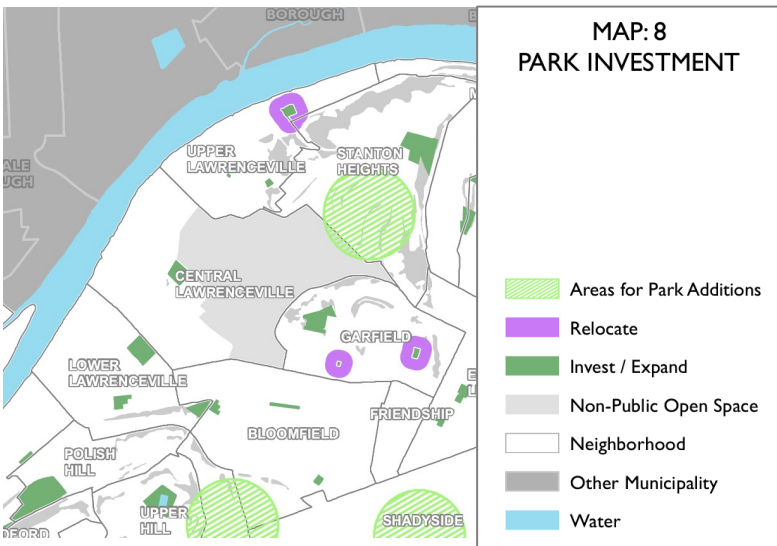 BOROUGH
MAP: 8
PARK INVESTMENT
UPPER
LAWRENCEVILLE
STANTON
HEIGHTS
CENTRAL
LAWRENCEVILLE
GARFIELD
LOWER
LAWRENCEVILLE
FRIENDSHIP
BLOOMFIELD
POLISH
HILL
UPPER
HILL
SHADYSIDE
Areas for Park Additions
Relocate
Invest / Expand
Non-Public Open Space
Neighborhood
Other Municipality
Water